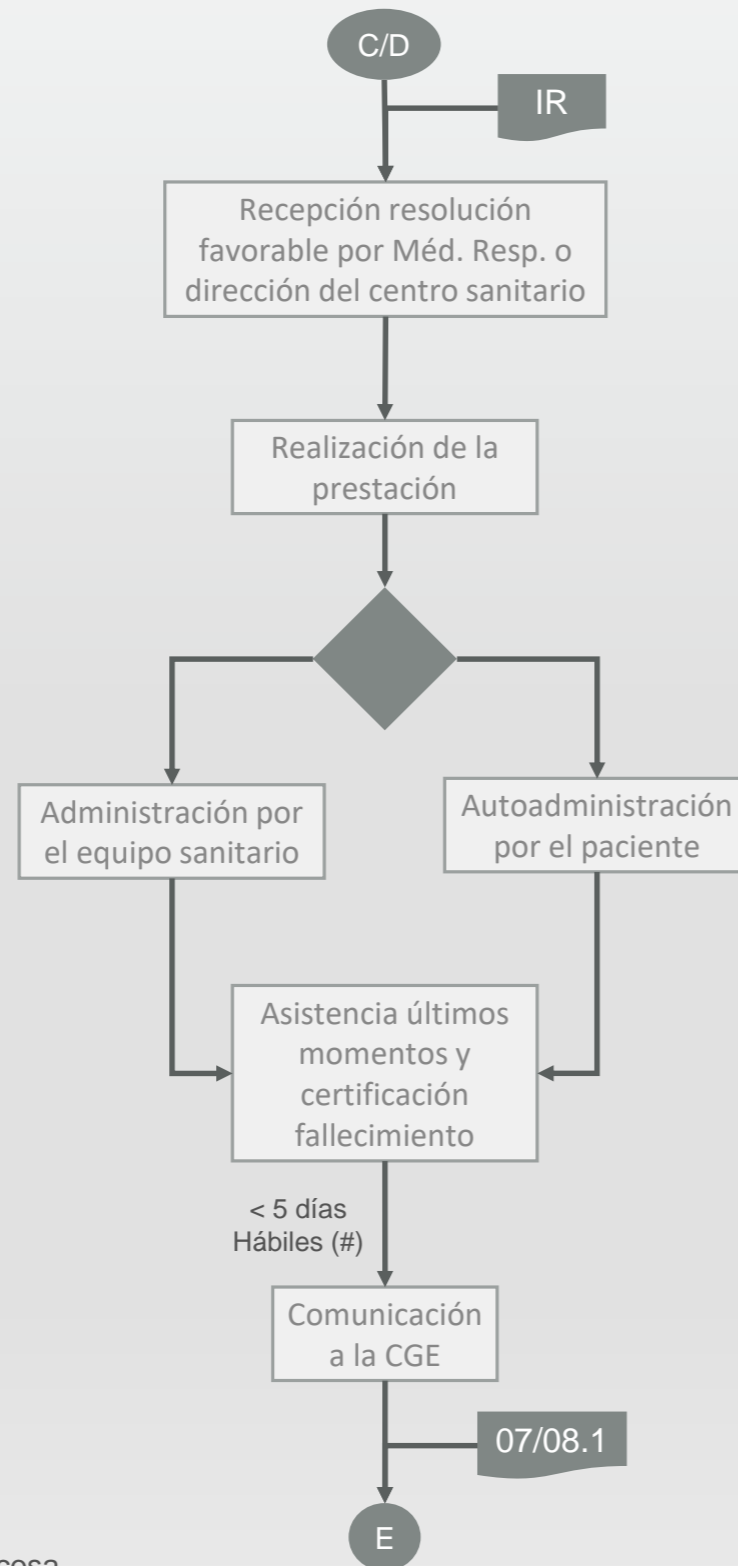 C/D
IR
Recepción resolución
favorable por Méd. Resp. o
dirección del centro sanitario
Realización de la
prestación
Administración por
el equipo sanitario
Autoadministración
por el paciente
Asistencia últimos
momentos y
certificación
fallecimiento
< 5 días
Hábiles (#)
Comunicación
a la CGE
07/08.1
E